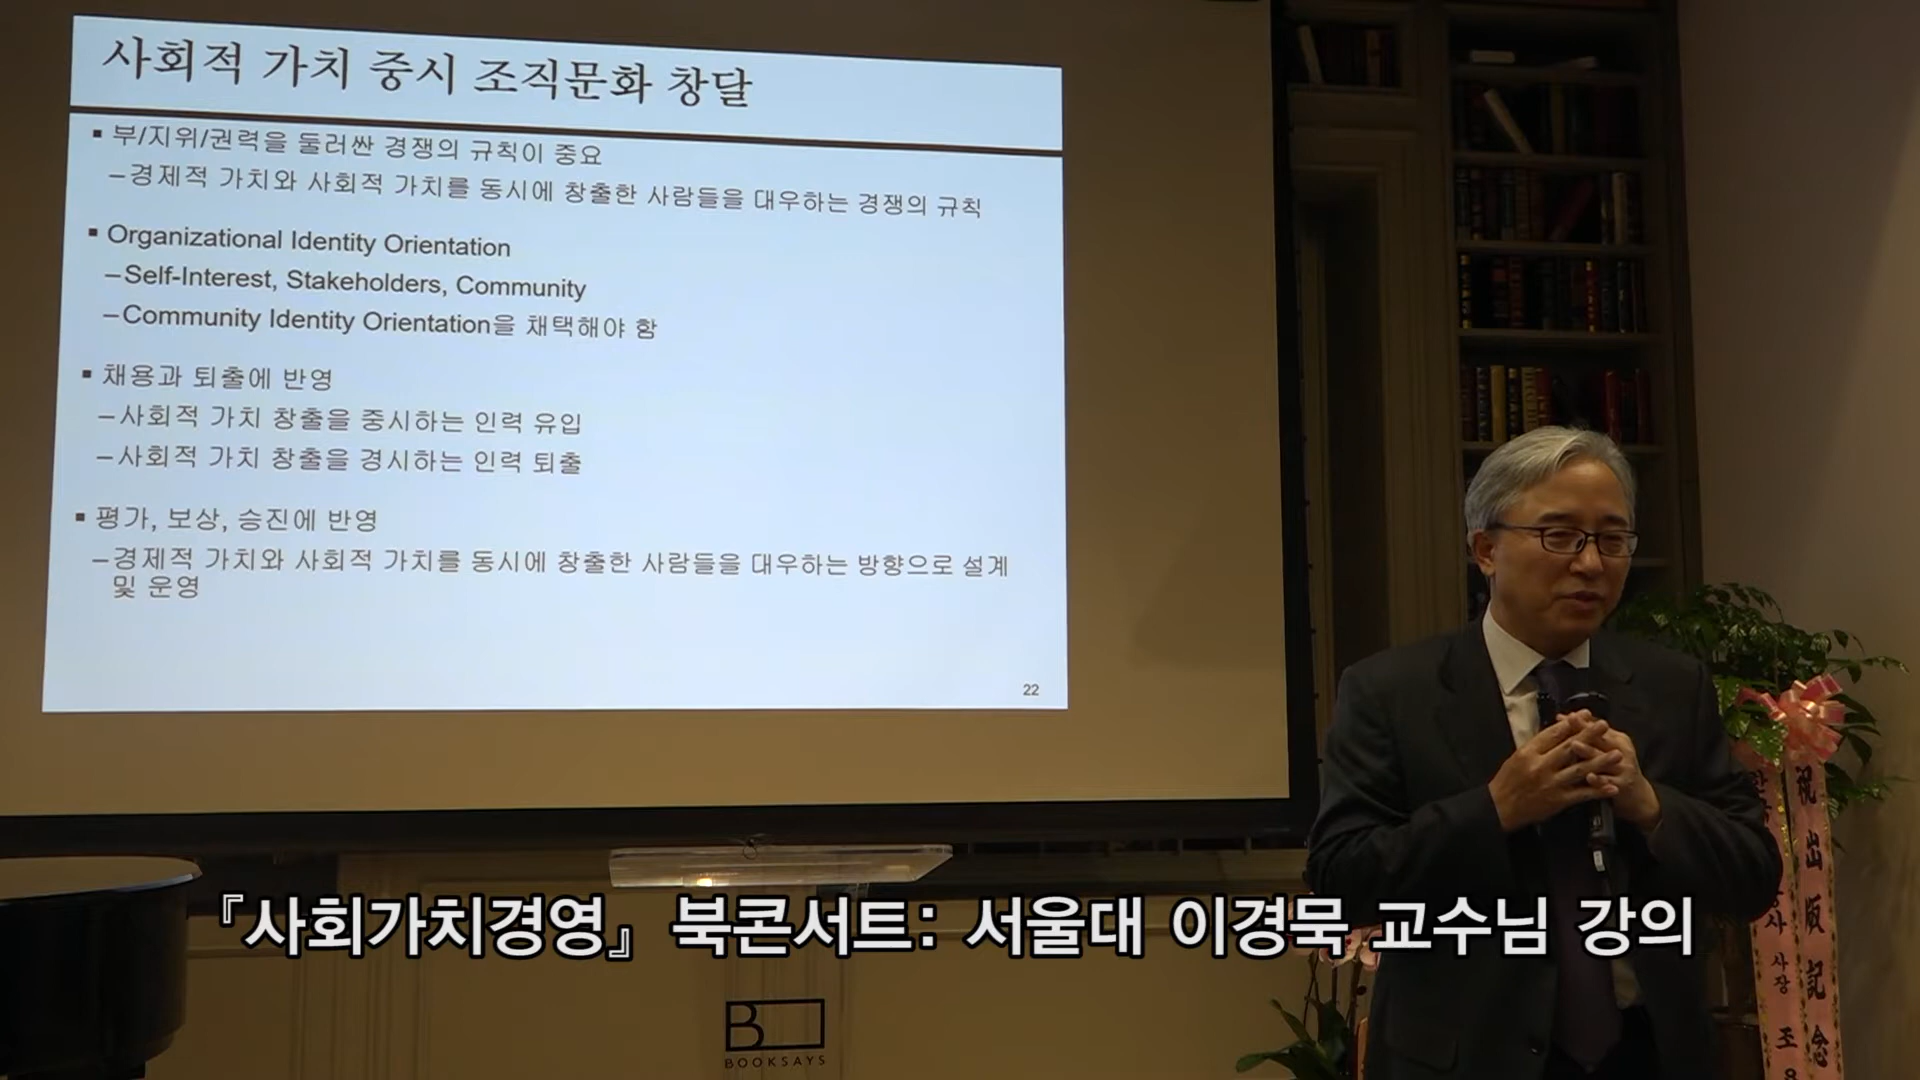 사회적 가치 중시 조직문화 창달
▪ 부/지위/권력을 둘러싼 경쟁의 규칙이 중요
–경제적 가치와 사회적 가치를 동시에 창출한 사람들을 대우하는 경쟁의 규칙
▪ Organizational Identity Orientation
–Self-Interest, Stakeholders, Community
–Community Identity Orientation을 채택해야 함
▪ 채용과 퇴출에 반영
–사회적 가치 창출을 중시하는 인력 유입
–사회적 가치 창출을 경시하는 인력 퇴출
▪ 평가, 보상, 승진에 반영
–경제적 가치와 사회적 가치를 동시에 창출한 사람들을 대우하는 방향으로 설계
및 운영
22
『사회가치경영』 북콘서트: 서울대 이경묵 교수님 강의
BOOKSAYS
祝出版記念
사장 조